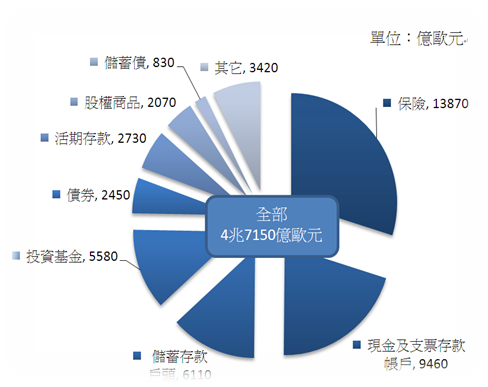 單位：億歐元
儲蓄債, 830
其它, 3420
股權商品, 2070
保險, 13870
活期存款, 2730
債券, 2450
全部
4兆7150億歐元
投資基金, 5580
現金及支票存款
帳戶, 9460
儲蓄存款
戶頭, 6110